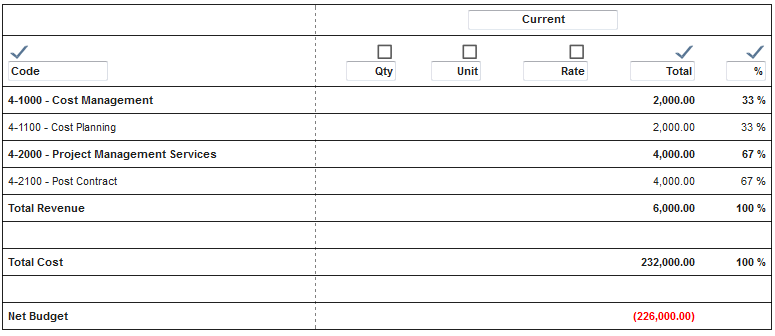 Current
Code Qty Unit Rate Total %
4-1000 - Cost Management 2,000.00 33 %
4-1100 - Cost Planning 2,000.00 33 %
4-2000 - Project Management Services 4,000.00 67 %
4-2100 - Post Contract 4,000.00 67 %
Total Revenue 6,000.00 100 %
Total Cost 232,000.00 100 %
Net Budget (226,000.00)